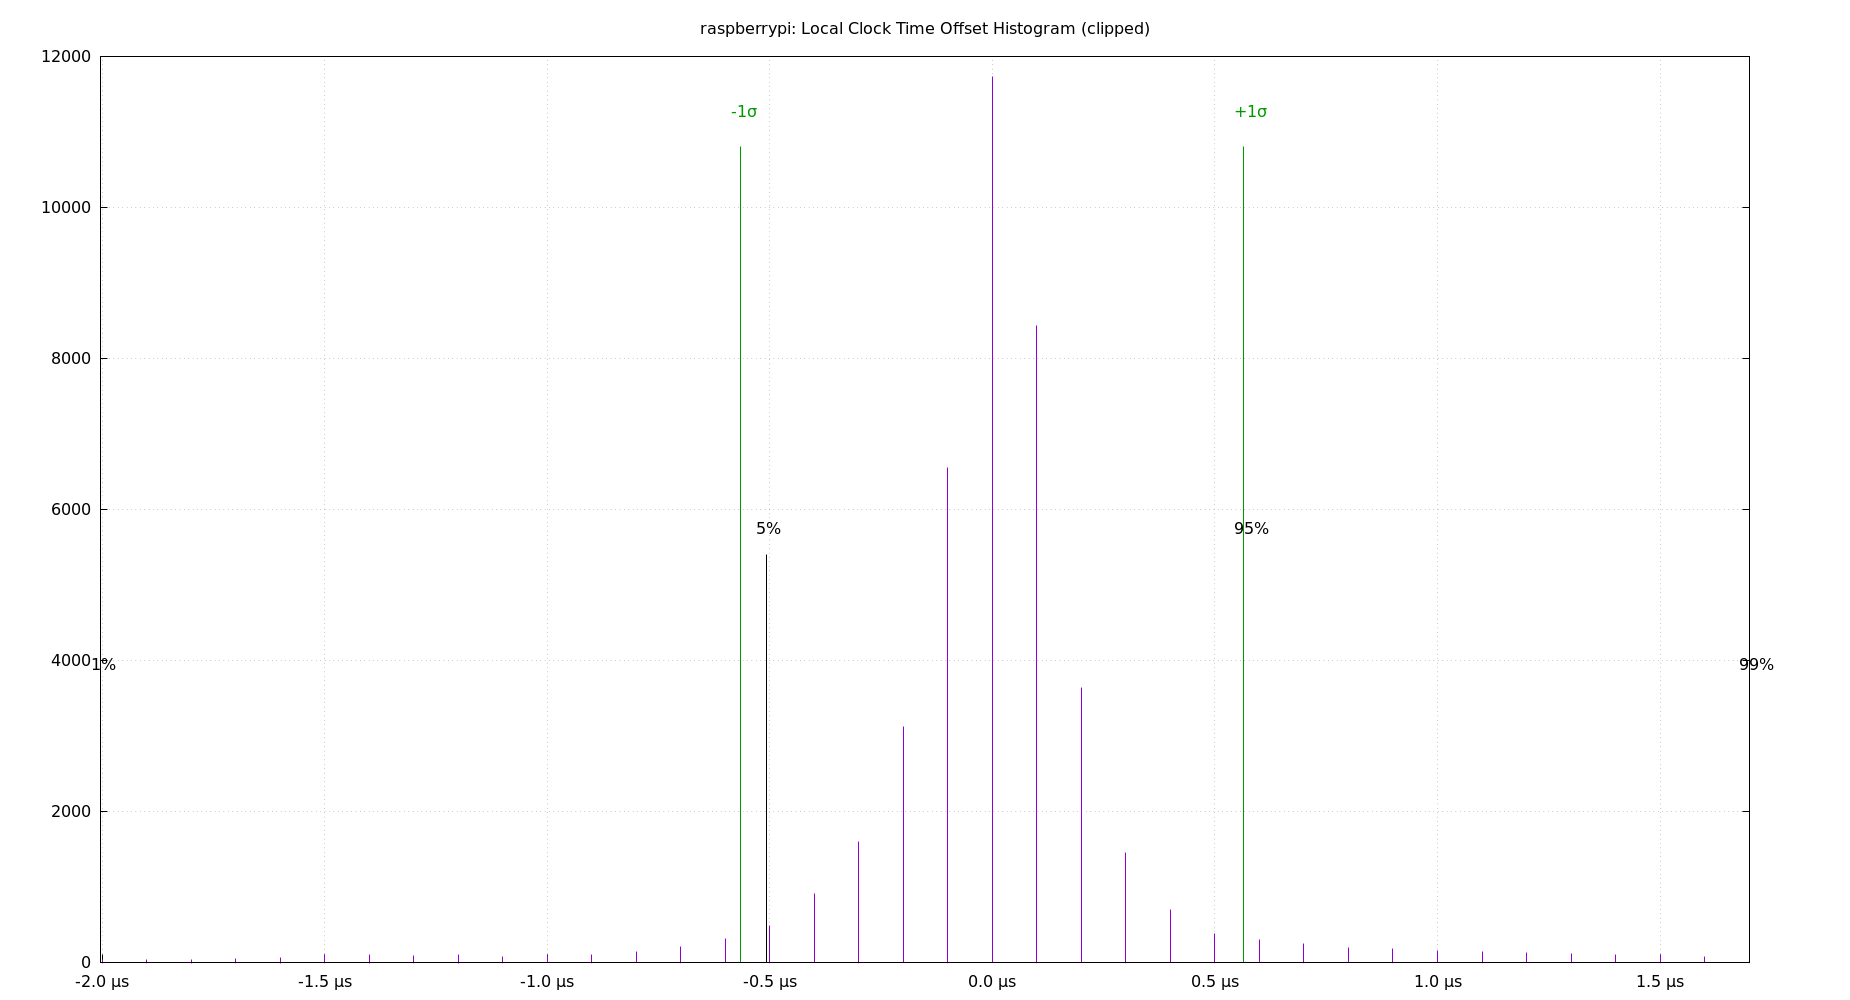 raspberrypi: Local Clock Time Offset Histogram (clipped)
12000
-1σ
+1σ
10000
8000
6000
5%
95%
4000
1%
99%
2000
0
-2.0 µs
-1.5 µs
-1.0 µs
-0.5 µs
0.0 µs
0.5 µs
1.0 µs
1.5 µs